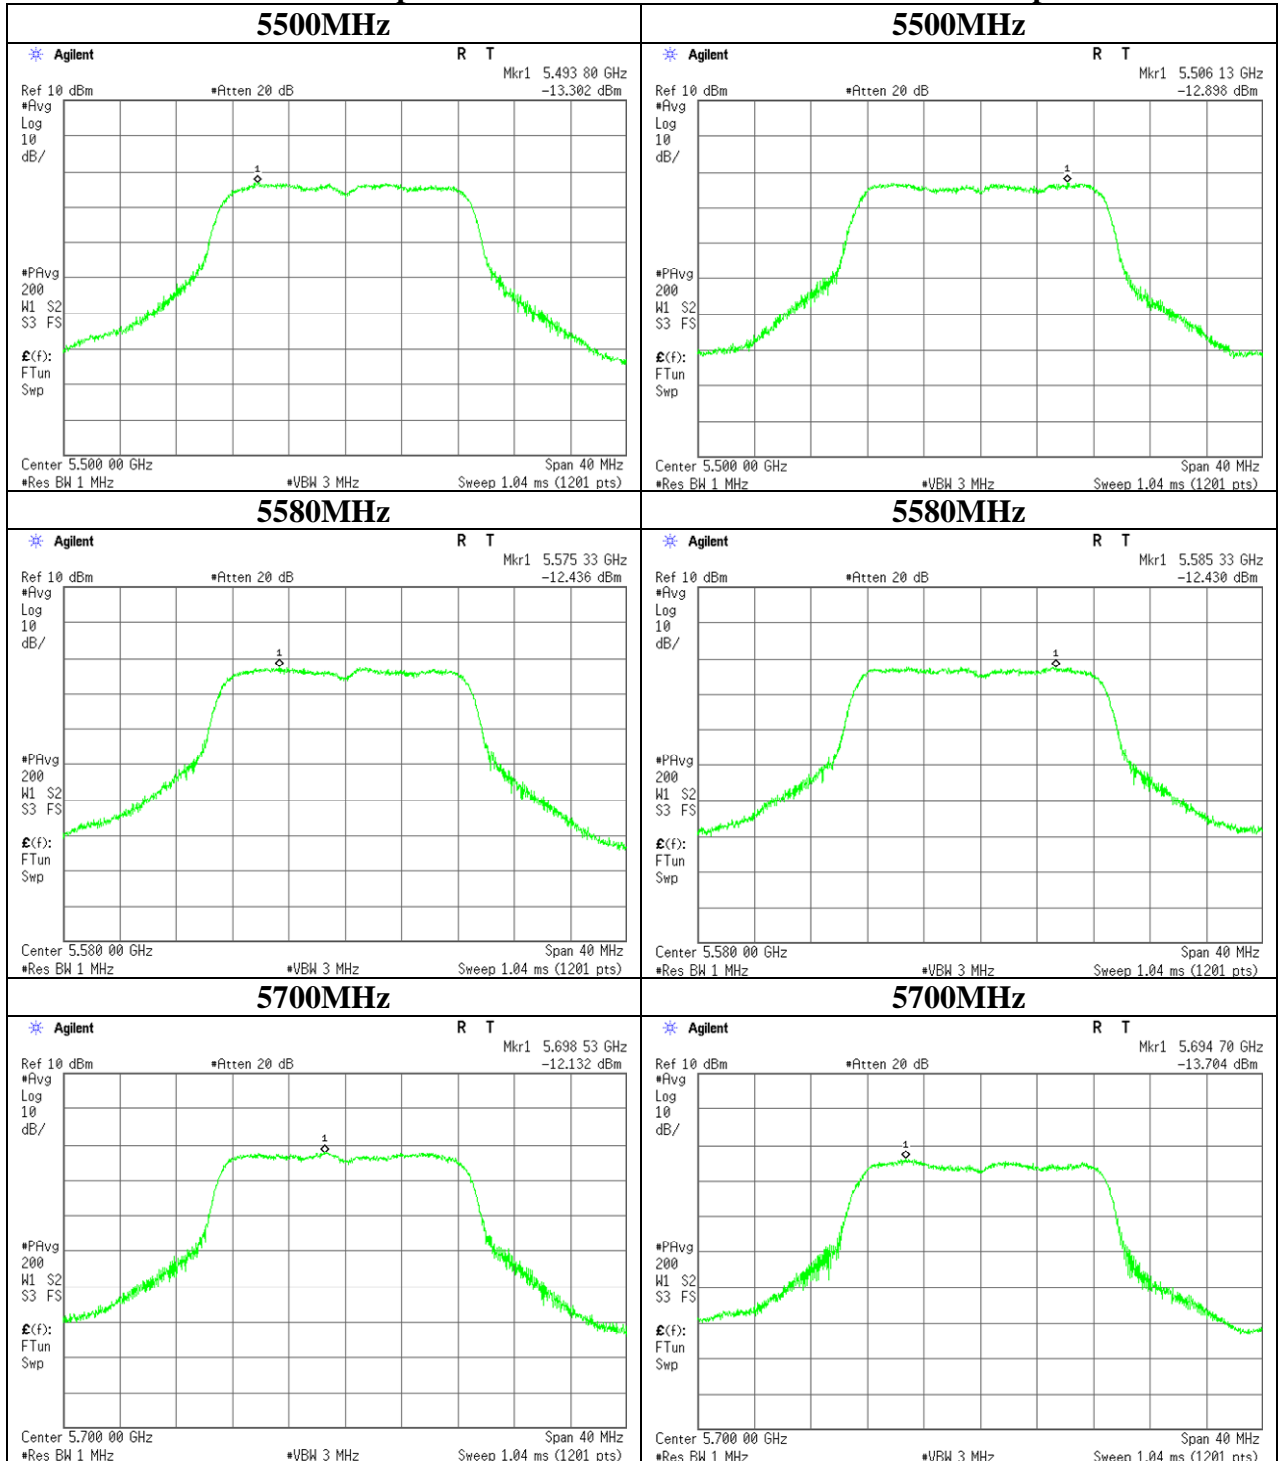 5500MHz 5500MHz
Agilent R T
Mkr1 5.493 80 GHz
Ref 10 dBm #Atten 20 dB -13.302 dBm
#Avg
Log
10
dB/
1
#PAvg
200
W1 S2
S3 FS
£(f):
FTun
Swp
Center 5.500 00 GHz Span 40 MHz
#Res BW 1 MHz #VBW 3 MHz Sweep 1.04 ms (1201 pts)
Agilent R T
Mkr1 5.506 13 GHz
Ref 10 dBm #Atten 20 dB -12.898 dBm
#Avg
Log
10
dB/
1
#PAvg
200
W1 S2
S3 FS
£(f):
FTun
Swp
Center 5.500 00 GHz Span 40 MHz
#Res BW 1 MHz #VBW 3 MHz Sweep 1.04 ms (1201 pts)
5580MHz 5580MHz
Agilent R T
Mkr1 5.575 33 GHz
Ref 10 dBm #Atten 20 dB -12.436 dBm
#Avg
Log
10
dB/
1
#PAvg
200
W1 S2
S3 FS
£(f):
FTun
Swp
Center 5.580 00 GHz Span 40 MHz
#Res BW 1 MHz #VBW 3 MHz Sweep 1.04 ms (1201 pts)
Agilent R T
Mkr1 5.585 33 GHz
Ref 10 dBm #Atten 20 dB -12.430 dBm
#Avg
Log
10
dB/
1
#PAvg
200
W1 S2
S3 FS
£(f):
FTun
Swp
Center 5.580 00 GHz Span 40 MHz
#Res BW 1 MHz #VBW 3 MHz Sweep 1.04 ms (1201 pts)
5700MHz 5700MHz
Agilent R T
Mkr1 5.698 53 GHz
Ref 10 dBm #Atten 20 dB -12.132 dBm
#Avg
Log
10
dB/
1
#PAvg
200
W1 S2
S3 FS
£(f):
FTun
Swp
Center 5.700 00 GHz Span 40 MHz
#Res BW 1 MHz #VBW 3 MHz Sweep 1.04 ms (1201 pts)
Agilent R T
Mkr1 5.694 70 GHz
Ref 10 dBm #Atten 20 dB -13.704 dBm
#Avg
Log
10
dB/
1
#PAvg
200
W1 S2
S3 FS
£(f):
FTun
Swp
Center 5.700 00 GHz Span 40 MHz
#Res BW 1 MHz #VBW 3 MHz Sweep 1.04 ms (1201 pts)